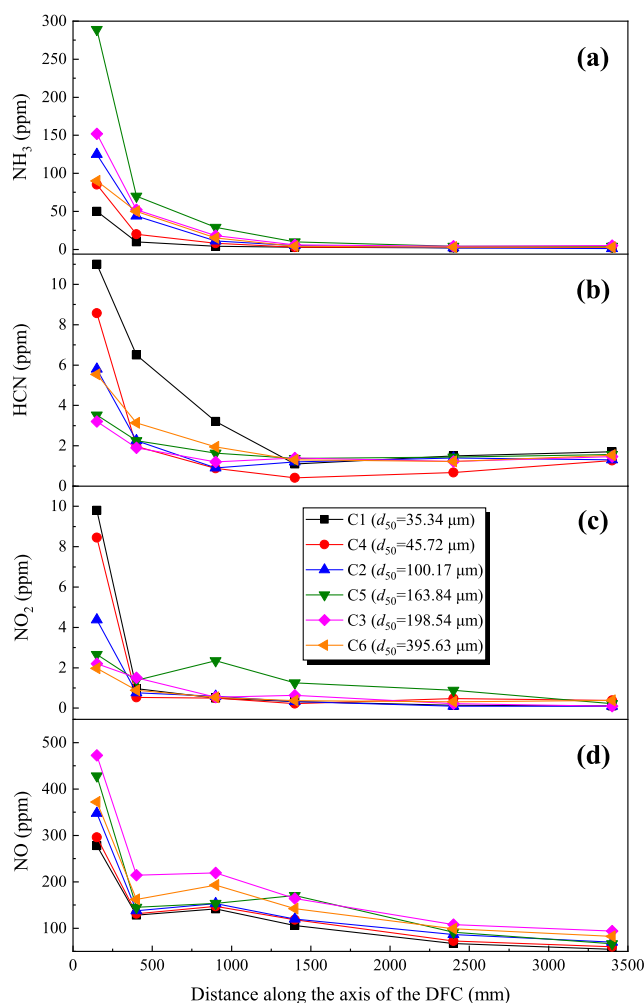 300
250
200
150
100
50
0
NH3 (ppm)
(a)
10
8
6
4
2
0
HCN (ppm)
(b)
10
8
6
4
2
0
NO2 (ppm)
(c)
C1 (d50=35.34 μm)
C4 (d50=45.72 μm)
C2 (d50=100.17 μm)
C5 (d50=163.84 μm)
C3 (d50=198.54 μm)
C6 (d50=395.63 μm)
500
400
300
200
100
NO (ppm)
(d)
0 500 1000 1500 2000 2500 3000 3500
Distance along the axis of the DFC (mm)